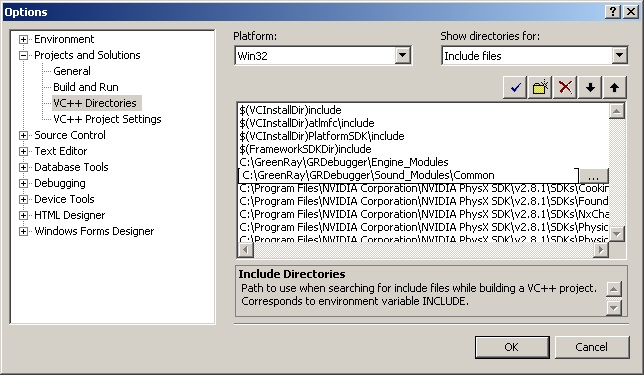 Options
Environment
Projects and Solutions
General
Build and Run
VC++ Directories
VC++ Project Settings
Source Control
Text Editor
Database Tools
Debugging
Device Tools
HTML Designer
Windows Forms Designer
Platform:
Show directories for:
Win32
Include files
$(VCInstallDir)include
$(VCInstallDir)atlmfc\include
$(VCInstallDir)PlatformSDK\include
$(FrameworkSDKDir)include
C:\GreenRay\GRDebugger\Engine_Modules
C:\GreenRay\GRDebugger\Sound_Modules\Common
...
C:\Program Files\NVIDIA Corporation\NVIDIA PhysX SDK\v2.8.1\SDKs\Cookin
C:\Program Files\NVIDIA Corporation\NVIDIA PhysX SDK\v2.8.1\SDKs\Found
C:\Program Files\NVIDIA Corporation\NVIDIA PhysX SDK\v2.8.1\SDKs\NxCha
C:\Program Files\NVIDIA Corporation\NVIDIA PhysX SDK\v2.8.1\SDKs\Physic
C:\Program Files\NVIDIA Corporation\NVIDIA PhysX SDK\v2.8.1\SDKs\Physic
Include Directories
Path to use when searching for include files while building a VC++ project.
Corresponds to environment variable INCLUDE.
OK
Cancel